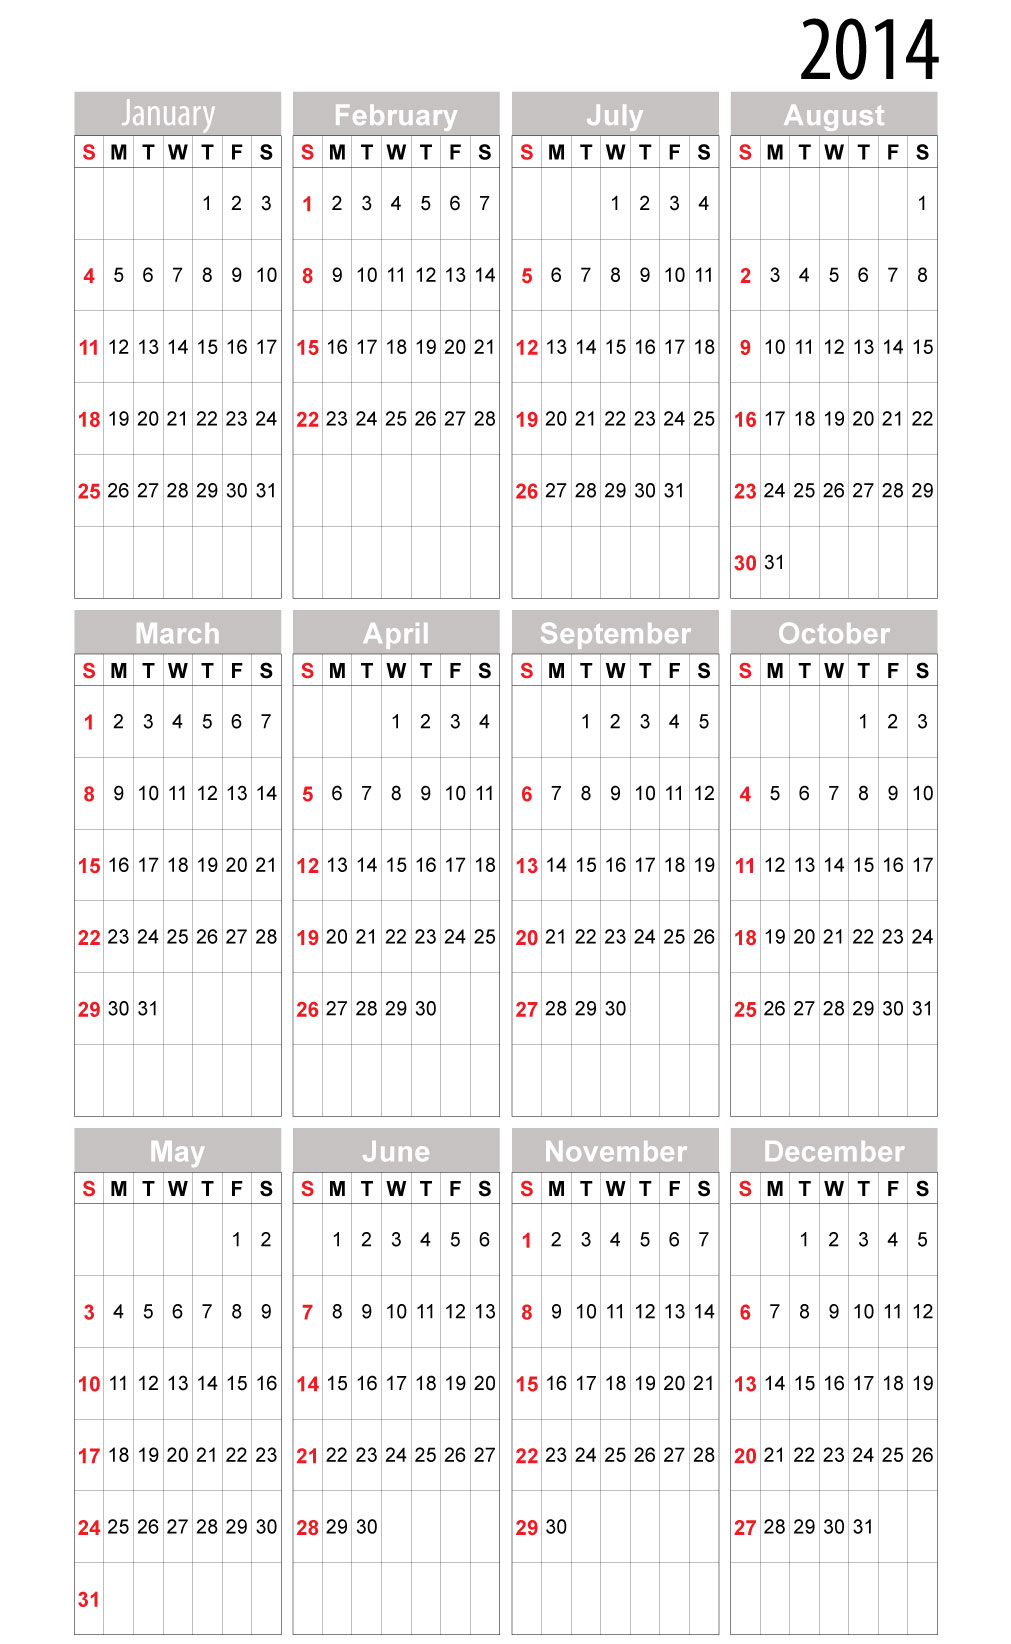 2014
January
S M T W T F S
1 2 3
4 5 6 7 8 9 10
11 12 13 14 15 16 17
18 19 20 21 22 23 24
25 26 27 28 29 30 31
February
S M T W T F S
1 2 3 4 5 6 7
8 9 10 11 12 13 14
15 16 17 18 19 20 21
22 23 24 25 26 27 28
July
S M T W T F S
1 2 3 4
5 6 7 8 9 10 11
12 13 14 15 16 17 18
19 20 21 22 23 24 25
26 27 28 29 30 31
August
S M T W T F S
1
2 3 4 5 6 7 8
9 10 11 12 13 14 15
16 17 18 19 20 21 22
23 24 25 26 27 28 29
30 31
March
S M T W T F S
1 2 3 4 5 6 7
8 9 10 11 12 13 14
15 16 17 18 19 20 21
22 23 24 25 26 27 28
29 30 31
April
S M T W T F S
1 2 3 4
5 6 7 8 9 10 11
12 13 14 15 16 17 18
19 20 21 22 23 24 25
26 27 28 29 30
September
S M T W T F S
1 2 3 4 5
6 7 8 9 10 11 12
13 14 15 16 17 18 19
20 21 22 23 24 25 26
27 28 29 30
October
S M T W T F S
1 2 3
4 5 6 7 8 9 10
11 12 13 14 15 16 17
18 19 20 21 22 23 24
25 26 27 28 29 30 31
May
S M T W T F S
1 2
3 4 5 6 7 8 9
10 11 12 13 14 15 16
17 18 19 20 21 22 23
24 25 26 27 28 29 30
31
June
S M T W T F S
1 2 3 4 5 6
7 8 9 10 11 12 13
14 15 16 17 18 19 20
21 22 23 24 25 26 27
28 29 30
November
S M T W T F S
1 2 3 4 5 6 7
8 9 10 11 12 13 14
15 16 17 18 19 20 21
22 23 24 25 26 27 28
29 30
December
S M T W T F S
1 2 3 4 5
6 7 8 9 10 11 12
13 14 15 16 17 18 19
20 21 22 23 24 25 26
27 28 29 30 31